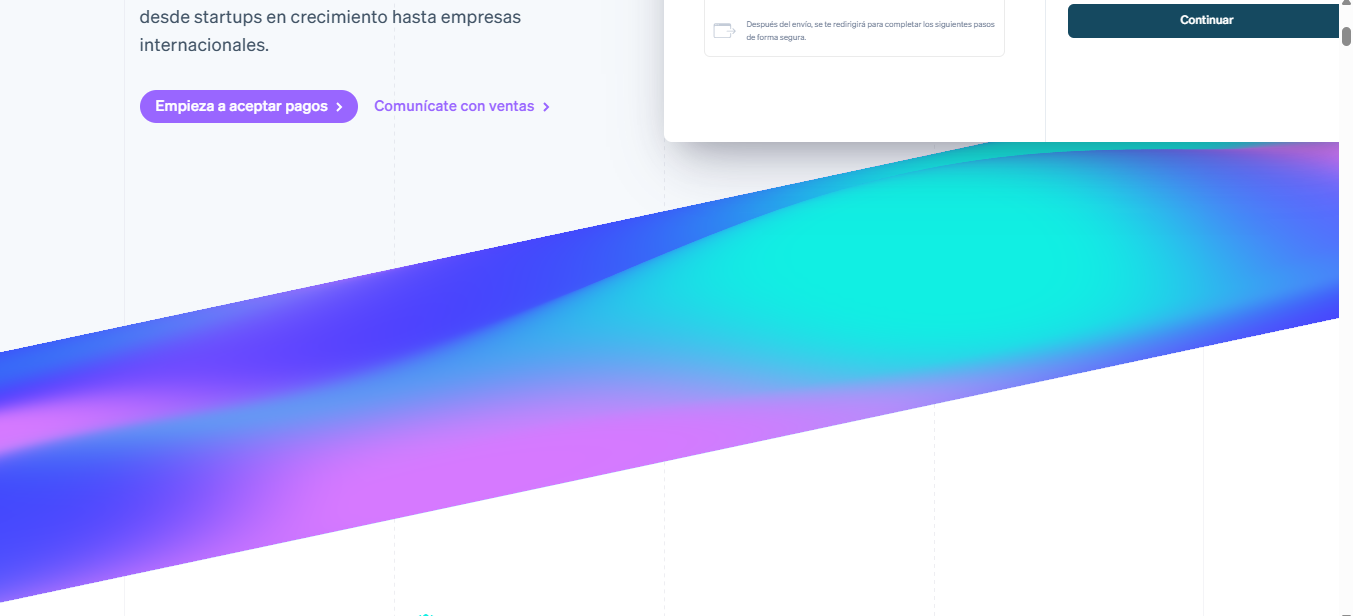 desde startups en crecimiento hasta empresas
internacionales.
Empieza a aceptar pagos
Comunícate con ventas
Después del envío, se te redirigirá para completar los siguientes pasos
de forma segura.
Continuar